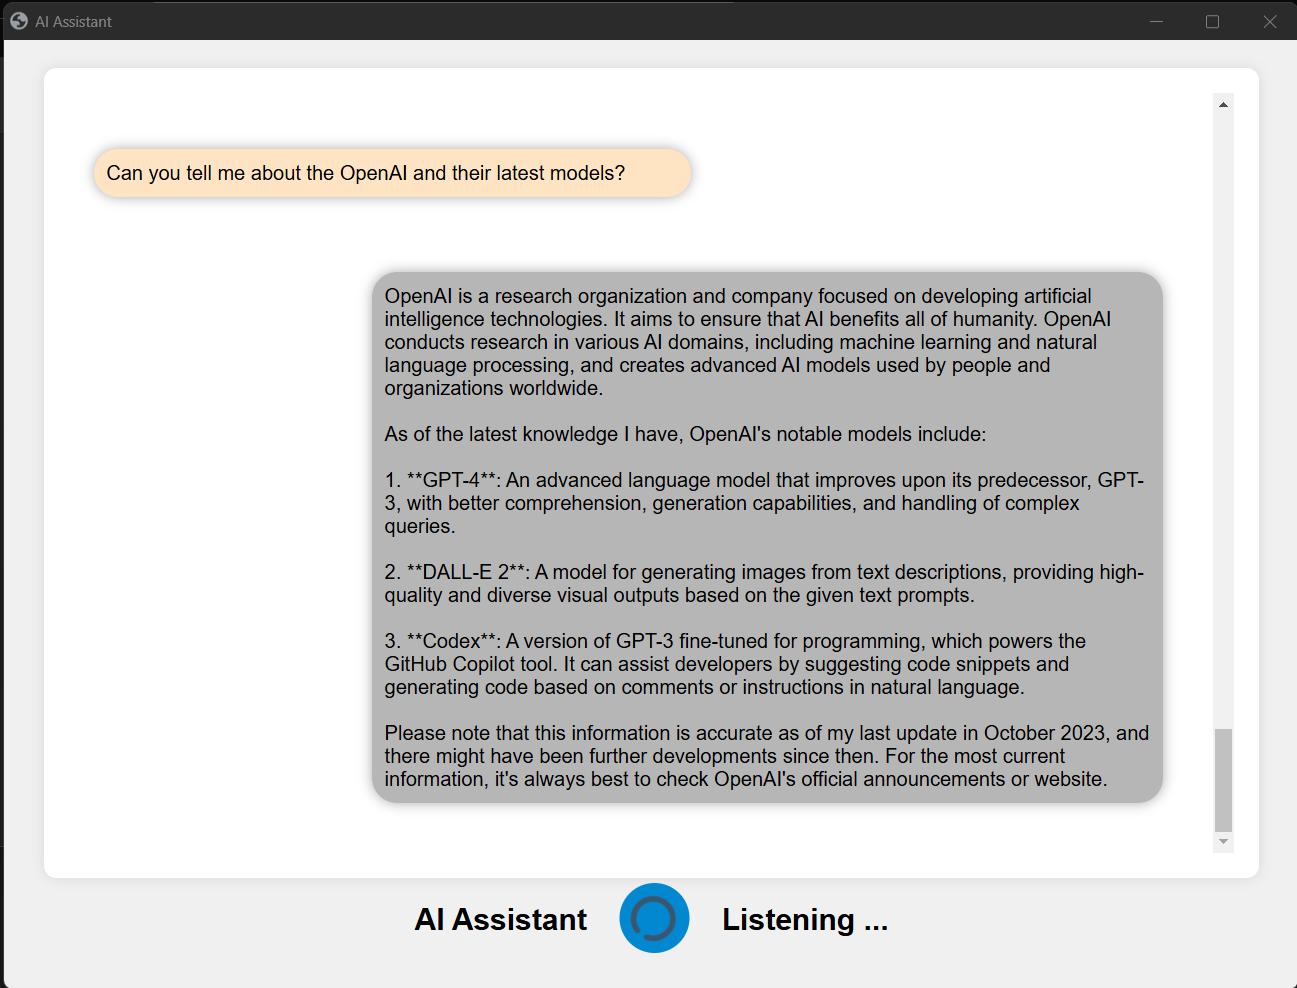 AI Assistant
Can you tell me about the OpenAI and their latest models?
OpenAI is a research organization and company focused on developing artificial
intelligence technologies. It aims to ensure that AI benefits all of humanity. OpenAI
conducts research in various AI domains, including machine learning and natural
language processing, and creates advanced AI models used by people and
organizations worldwide.
As of the latest knowledge I have, OpenAI's notable models include:
1. **GPT-4**: An advanced language model that improves upon its predecessor, GPT-
3, with better comprehension, generation capabilities, and handling of complex
queries.
2. **DALL-E 2**: A model for generating images from text descriptions, providing high-
quality and diverse visual outputs based on the given text prompts.
3. **Codex**: A version of GPT-3 fine-tuned for programming, which powers the
GitHub Copilot tool. It can assist developers by suggesting code snippets and
generating code based on comments or instructions in natural language.
Please note that this information is accurate as of my last update in October 2023, and
there might have been further developments since then. For the most current
information, it's always best to check OpenAI's official announcements or website.
AI Assistant
Listening ...